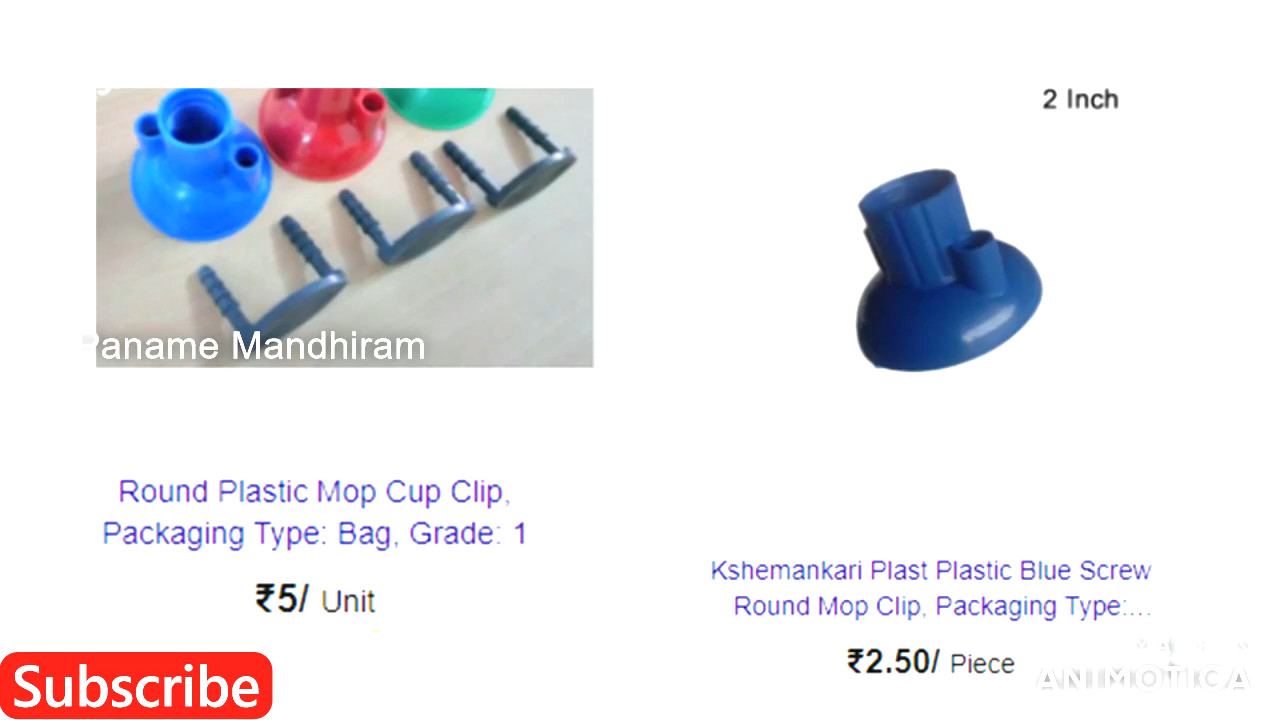 2 Inch
Paname Mandhiram
Round Plastic Mop Cup Clip,
Packaging Type: Bag, Grade: 1
₹5/ Unit
Kshemankari Plast Plastic Blue Screw
Round Mop Clip, Packaging Type:...
₹2.50/ Piece
Subscribe
ANIMOTICA